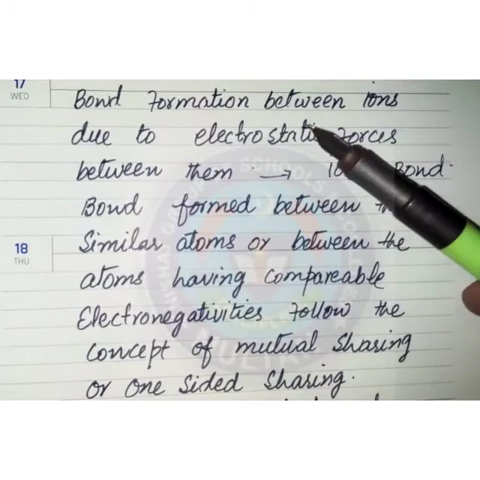 17
WED
Bond Formation between ions
due to electrostatic Forces
between them → Bond.
Bond formed between
18
THU
Similar atoms or between the
atoms having compareable
Electronegativities Follow the
concept of mutual Sharing
or one sided Sharing.